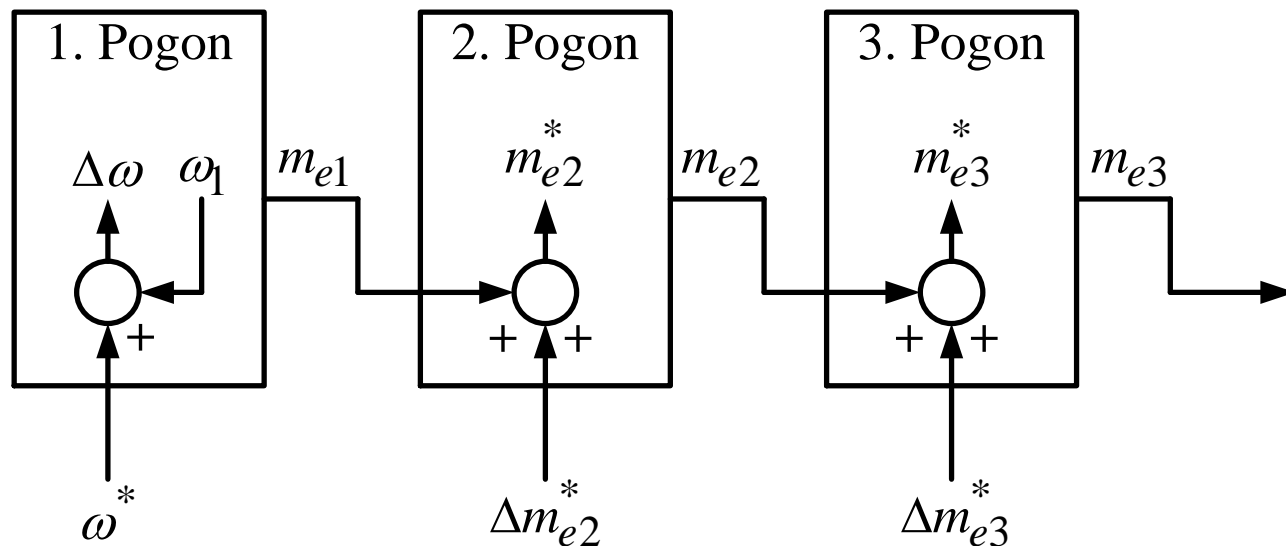 1. Pogon 2. Pogon 3. Pogon
Δω ω₁ mₑ₁ m*ₑ₂ mₑ₂ m*ₑ₃ mₑ₃
+ + + + +
ω* Δm*ₑ₂ Δm*ₑ₃